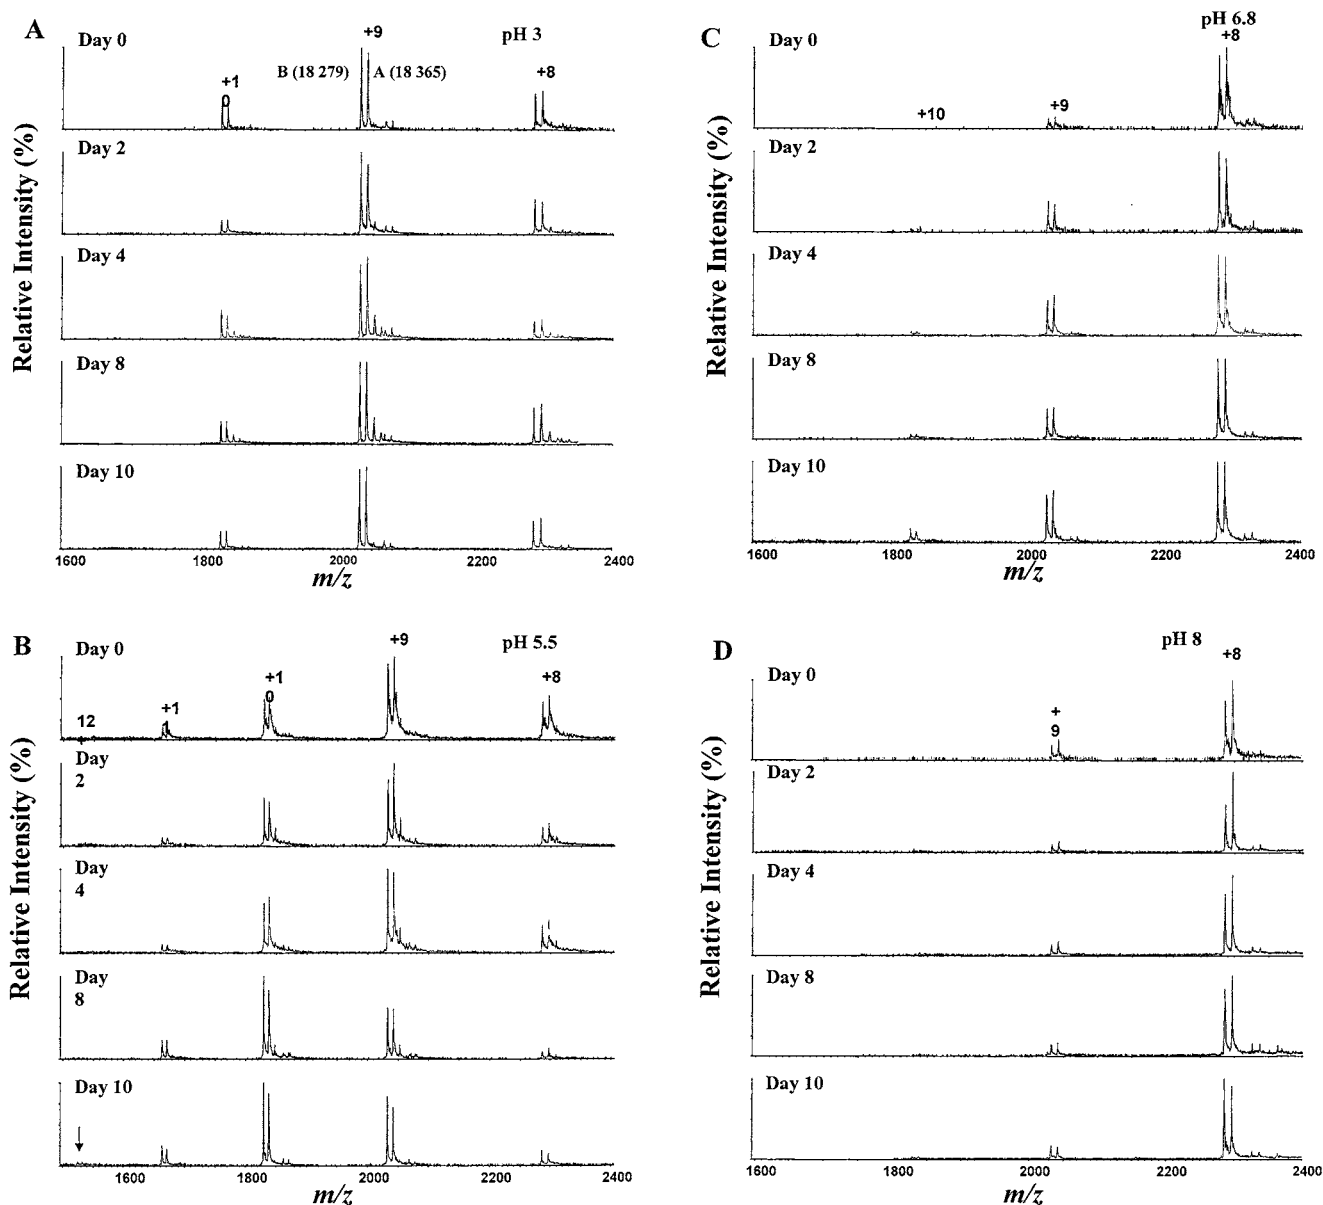 A
Day 0
+9
pH 3
B (18 279)
A (18 365)
+1
0
+8
Day 2
Day 4
Day 8
Day 10
Relative Intensity (%)
1600
1800
2000
2200
2400
m/z
B
Day 0
+9
pH 5.5
+1
0
+8
+1
12
Day
2
Day
4
Day
8
Day 10
Relative Intensity (%)
1600
1800
2000
2200
2400
m/z
C
Day 0
pH 6.8
+8
+9
+10
Day 2
Day 4
Day 8
Day 10
Relative Intensity (%)
1600
1800
2000
2200
2400
m/z
D
Day 0
pH 8
+8
+
9
Day 2
Day 4
Day 8
Day 10
Relative Intensity (%)
1600
1800
2000
2200
2400
m/z